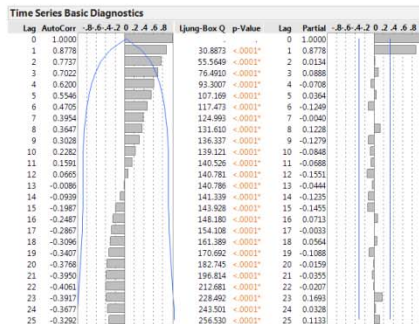 Time Series Basic Diagnostics
Lag AutoCorr -.8-.6-.4-.2 0 .2 .4 .6 .8 Ljung-Box Q p-Value Lag Partial -.8-.6-.4-.2 0 .2 .4 .6 .8
0 1.0000 . . 0 1.0000
1 0.8778 30.8873 <.0001* 1 0.8778
2 0.7737 55.5649 <.0001* 2 0.0134
3 0.7022 76.4910 <.0001* 3 0.0888
4 0.6200 93.3007 <.0001* 4 -0.0708
5 0.5546 107.169 <.0001* 5 0.0364
6 0.4705 117.473 <.0001* 6 -0.1249
7 0.3954 124.993 <.0001* 7 -0.0040
8 0.3647 131.610 <.0001* 8 0.1228
9 0.3028 136.337 <.0001* 9 -0.1279
10 0.2282 139.121 <.0001* 10 -0.0848
11 0.1591 140.526 <.0001* 11 -0.0688
12 0.0665 140.781 <.0001* 12 -0.1551
13 -0.0086 140.786 <.0001* 13 -0.0444
14 -0.0939 141.339 <.0001* 14 -0.1235
15 -0.1987 143.928 <.0001* 15 -0.1455
16 -0.2487 148.180 <.0001* 16 0.0713
17 -0.2867 154.108 <.0001* 17 -0.0033
18 -0.3096 161.389 <.0001* 18 0.0564
19 -0.3407 170.692 <.0001* 19 -0.1088
20 -0.3768 182.745 <.0001* 20 -0.0159
21 -0.3950 196.814 <.0001* 21 -0.0355
22 -0.4061 212.681 <.0001* 22 -0.0207
23 -0.3917 228.492 <.0001* 23 0.1693
24 -0.3677 243.501 <.0001* 24 0.0328
25 -0.3292 256.530 <.0001* 25 0.1133